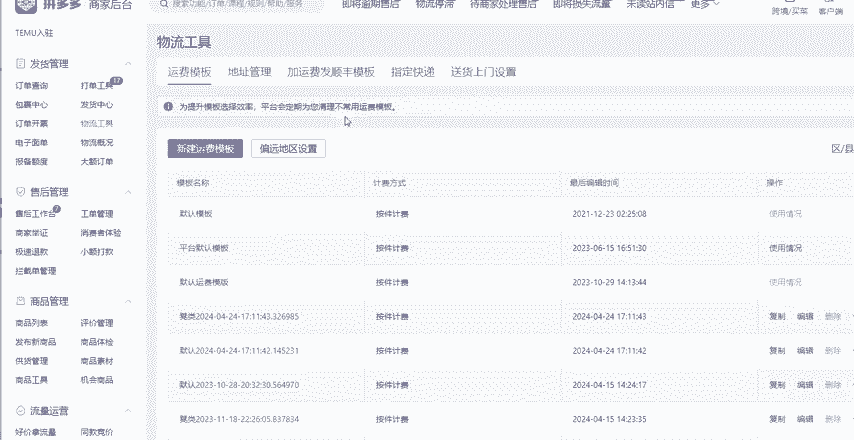 拼多多 商家后台
搜索功能/订单/课程/规则/帮助/服务
即将逾期售后 物流停滞 待商家处理售后 即将损失流量 未读站内信 更多
跨境/买菜 客户端
TEMU入驻
发货管理
订单查询 打单工具 17
包裹中心 发货中心
订单开票 物流工具
电子面单 物流概况
报备额度 大额订单
售后管理
售后工作台 7 工单管理
商家举证 消费者体验
极速退款 小额打款
拦截单管理
商品管理
商品列表 评价管理
发布新商品 商品体检
供货管理 商品素材
商品工具 机会商品
流量运营
好价拿流量 同款竞价
物流工具
运费模板 地址管理 加运费发顺丰模板 指定快递 送货上门设置
为提升模板选择效率，平台会定期为您清理不常用运费模板。
新建运费模板 偏远地区设置 区/县
模板名称 计费方式 最后编辑时间 操作
默认模板 按件计费 2021-12-23 02:25:08 使用情况
平台默认模板 按件计费 2023-06-15 16:51:30 使用情况
默认运费模版 按件计费 2023-10-29 14:13:44 使用情况
2024-04-24-17:11:43.326985 按件计费 2024-04-24 17:11:43 复制 编辑 删除
默认2024-04-24-17:11:42.145231 按件计费 2024-04-24 17:11:42 复制 编辑 删除
默认2023-10-28-20:32:30.564970 按件计费 2024-04-15 14:24:17 复制 编辑 删除
2023-11-18-22:26:05.837834 按件计费 2024-04-15 14:23:35 复制 编辑 删除